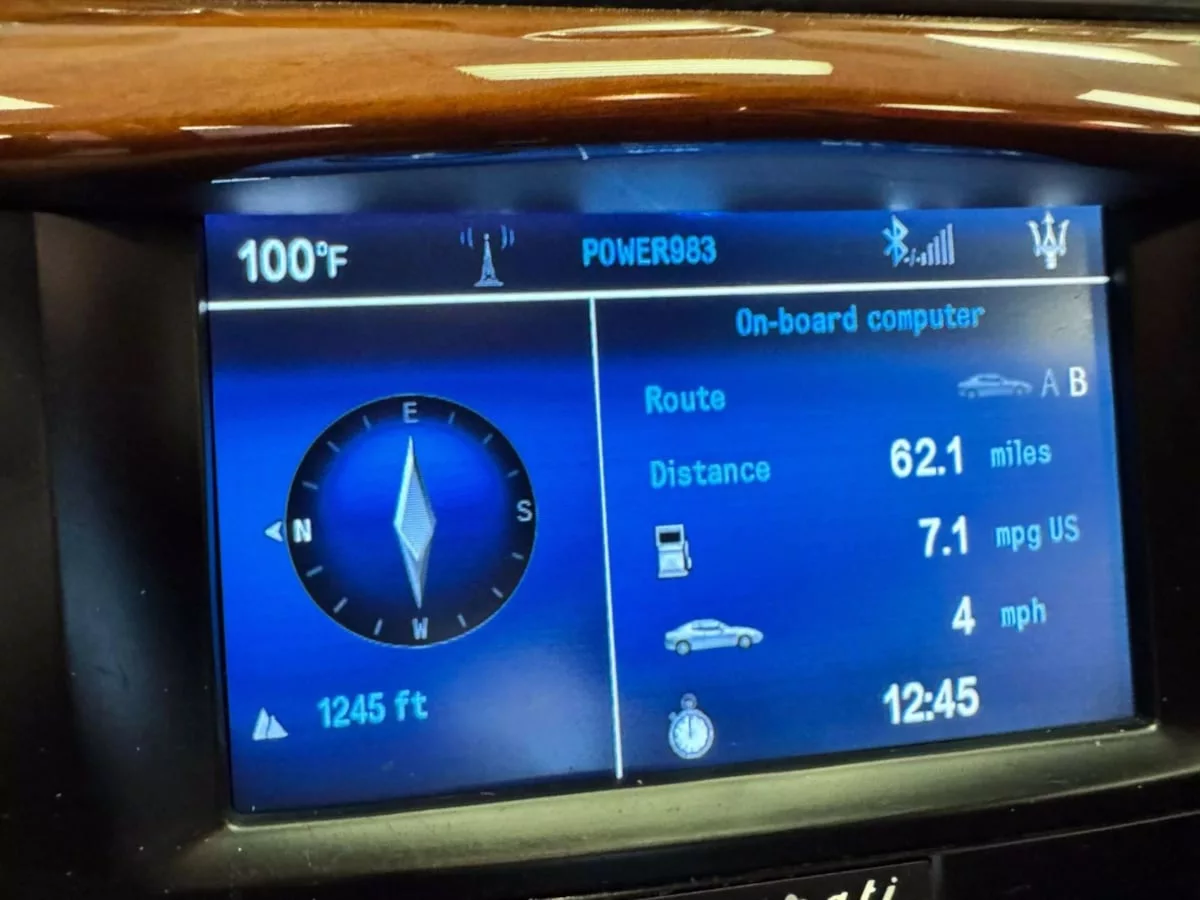 100°F
POWER983
On-board computer
Route A B
Distance 62.1 miles
7.1 mpg US
4 mph
12:45
E
N
S
W
1245 ft